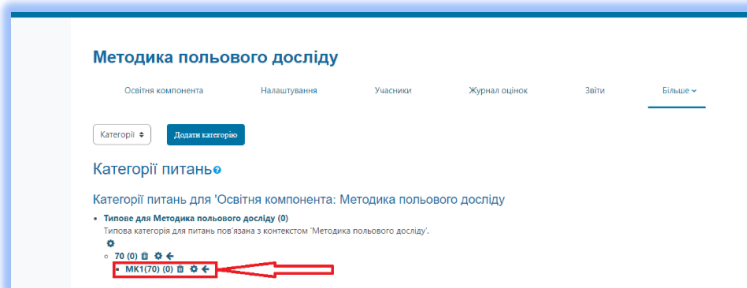 Методика польового досліду
Освітня компонента Налаштування Учасники Журнал оцінок Звіти Більше
Категорії Додати категорію
Категорії питань
Категорії питань для 'Освітня компонента: Методика польового досліду
Типове для Методика польового досліду (0)
Типова категорія для питань пов'язана з контекстом 'Методика польового досліду'.
70 (0)
МК1(70) (0)